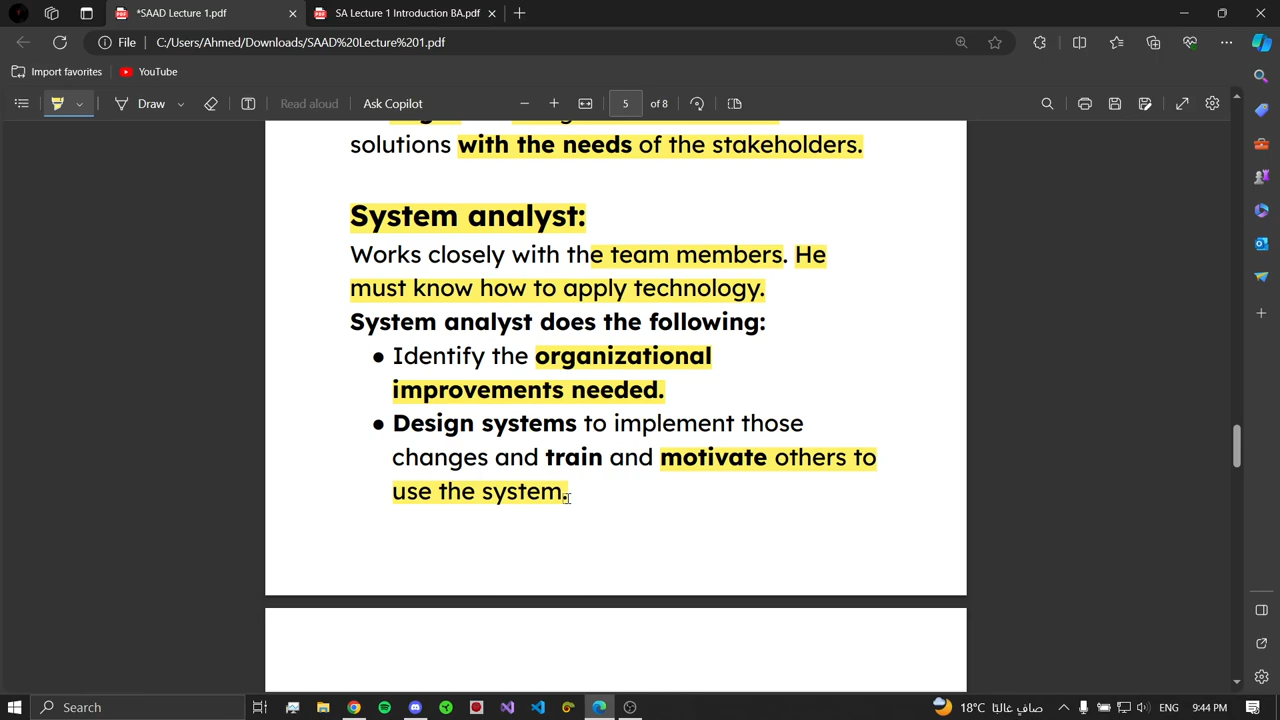 *SAAD Lecture 1.pdf
SA Lecture 1 Introduction BA.pdf
File
C:/Users/Ahmed/Downloads/SAAD%20Lecture%201.pdf
Import favorites
YouTube
Draw
Read aloud
Ask Copilot
5
of 8
solutions with the needs of the stakeholders.
System analyst:
Works closely with the team members. He
must know how to apply technology.
System analyst does the following:
● Identify the organizational
improvements needed.
● Design systems to implement those
changes and train and motivate others to
use the system.
Search
18°C
صافي غالبًا
ENG
9:44 PM